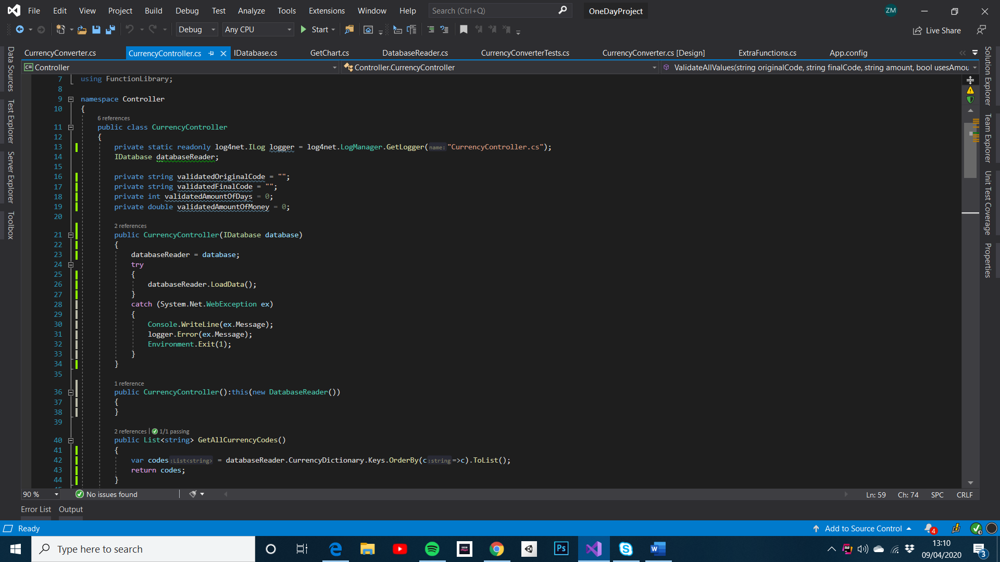 File Edit View Project Build Debug Test Analyze Tools Extensions Window Help Search (Ctrl+Q) OneDayProject ZM
Debug Any CPU Start Live Share
CurrencyConverter.cs CurrencyController.cs IDatabase.cs GetChart.cs DatabaseReader.cs CurrencyConverterTests.cs CurrencyConverter.cs [Design] ExtraFunctions.cs App.config
C# Controller Controller.CurrencyController ValidateAllValues(string originalCode, string finalCode, string amount, bool usesAmou
Data Sources
Test Explorer
Server Explorer
Toolbox
7 using FunctionLibrary;
8
9 namespace Controller
10 {
6 references
11 public class CurrencyController
12 {
13 private static readonly log4net.ILog logger = log4net.LogManager.GetLogger(name: "CurrencyController.cs");
14 IDatabase databaseReader;
15
16 private string validatedOriginalCode = "";
17 private string validatedFinalCode = "";
18 private int validatedAmountOfDays = 0;
19 private double validatedAmountOfMoney = 0;
20
2 references
21 public CurrencyController(IDatabase database)
22 {
23 databaseReader = database;
24 try
25 {
26 databaseReader.LoadData();
27 }
28 catch (System.Net.WebException ex)
29 {
30 Console.WriteLine(ex.Message);
31 logger.Error(ex.Message);
32 Environment.Exit(1);
33 }
34 }
35
1 reference
36 public CurrencyController():this(new DatabaseReader())
37 {
38 }
39
2 references | 1/1 passing
40 public List<string> GetAllCurrencyCodes()
41 {
42 var codes:List<string> = databaseReader.CurrencyDictionary.Keys.OrderBy(c:string=>c).ToList();
43 return codes;
44 }
Solution Explorer
Team Explorer
Unit Test Coverage
Properties
90 % No issues found Ln: 59 Ch: 74 SPC CRLF
Error List Output
Ready Add to Source Control 4
Type here to search Ps 13:10
09/04/2020 3